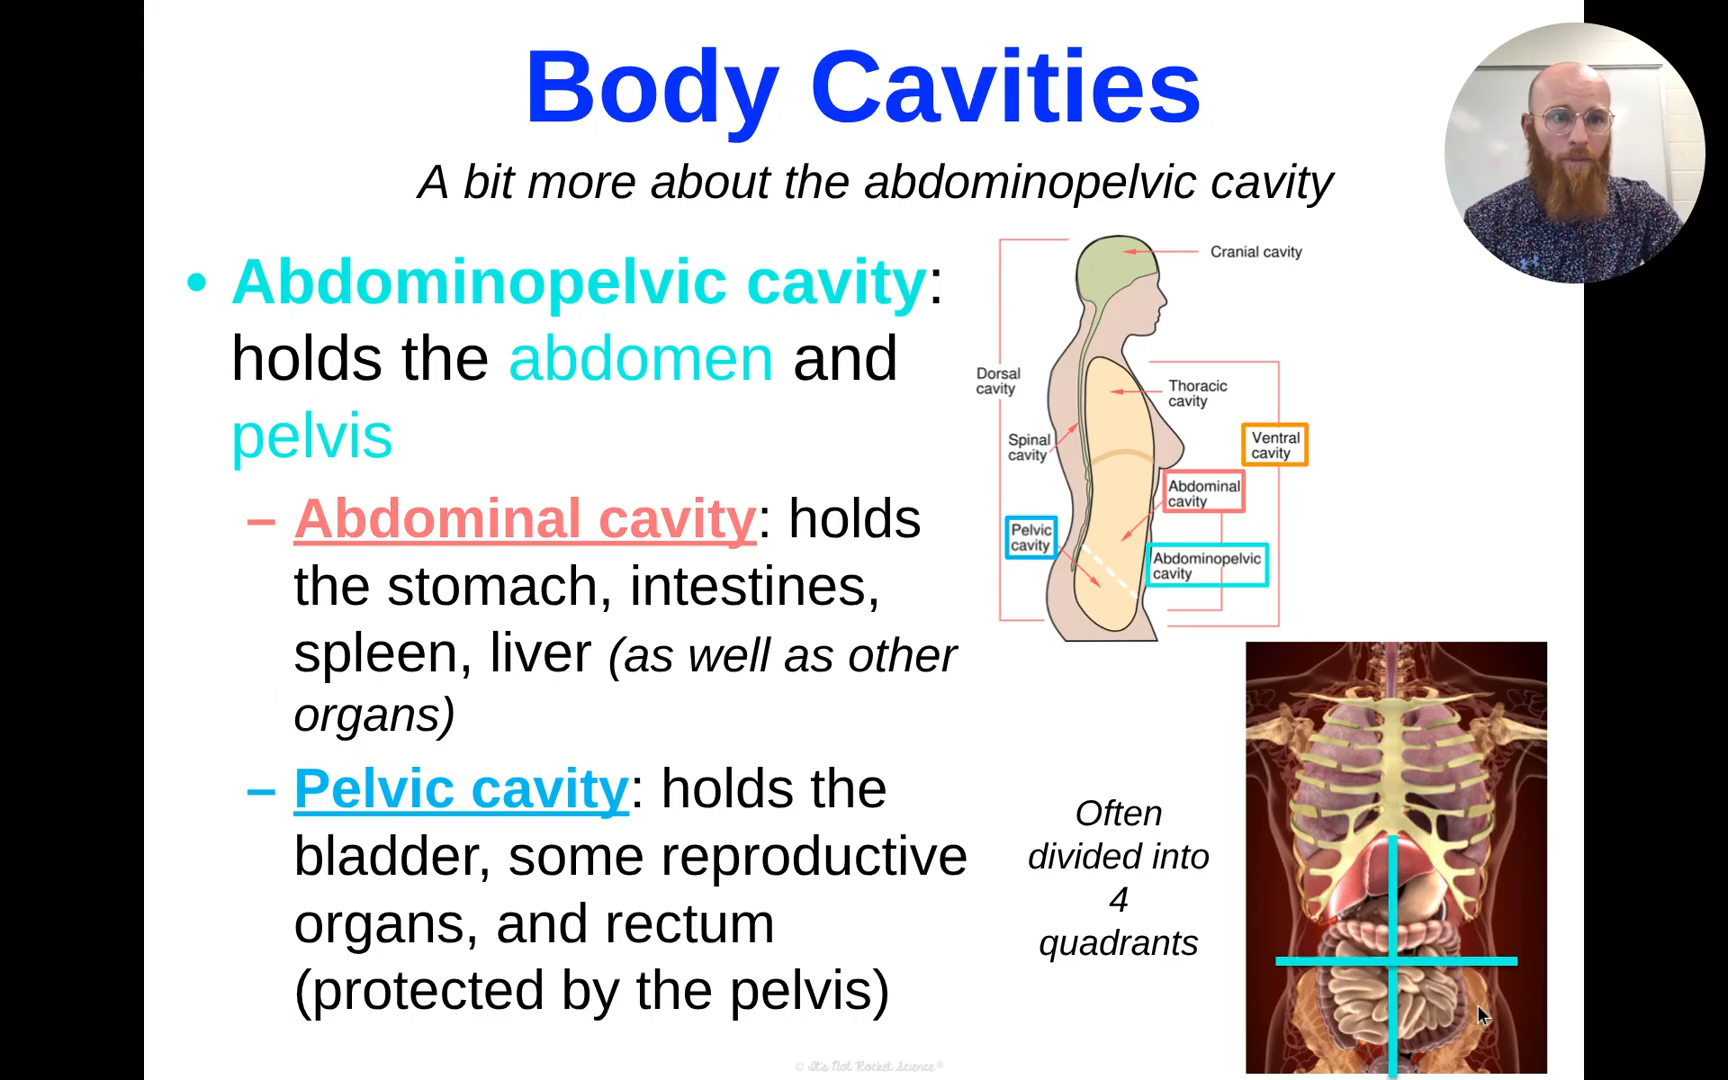 Body Cavities
A bit more about the abdominopelvic cavity
• Abdominopelvic cavity:
holds the abdomen and
pelvis
– Abdominal cavity: holds
the stomach, intestines,
spleen, liver (as well as other
organs)
– Pelvic cavity: holds the
bladder, some reproductive
organs, and rectum
(protected by the pelvis)
Cranial cavity
Dorsal
cavity
Thoracic
cavity
Spinal
cavity
Ventral
cavity
Abdominal
cavity
Pelvic
cavity
Abdominopelvic
cavity
Often
divided into
4
quadrants
© It's Not Rocket Science®